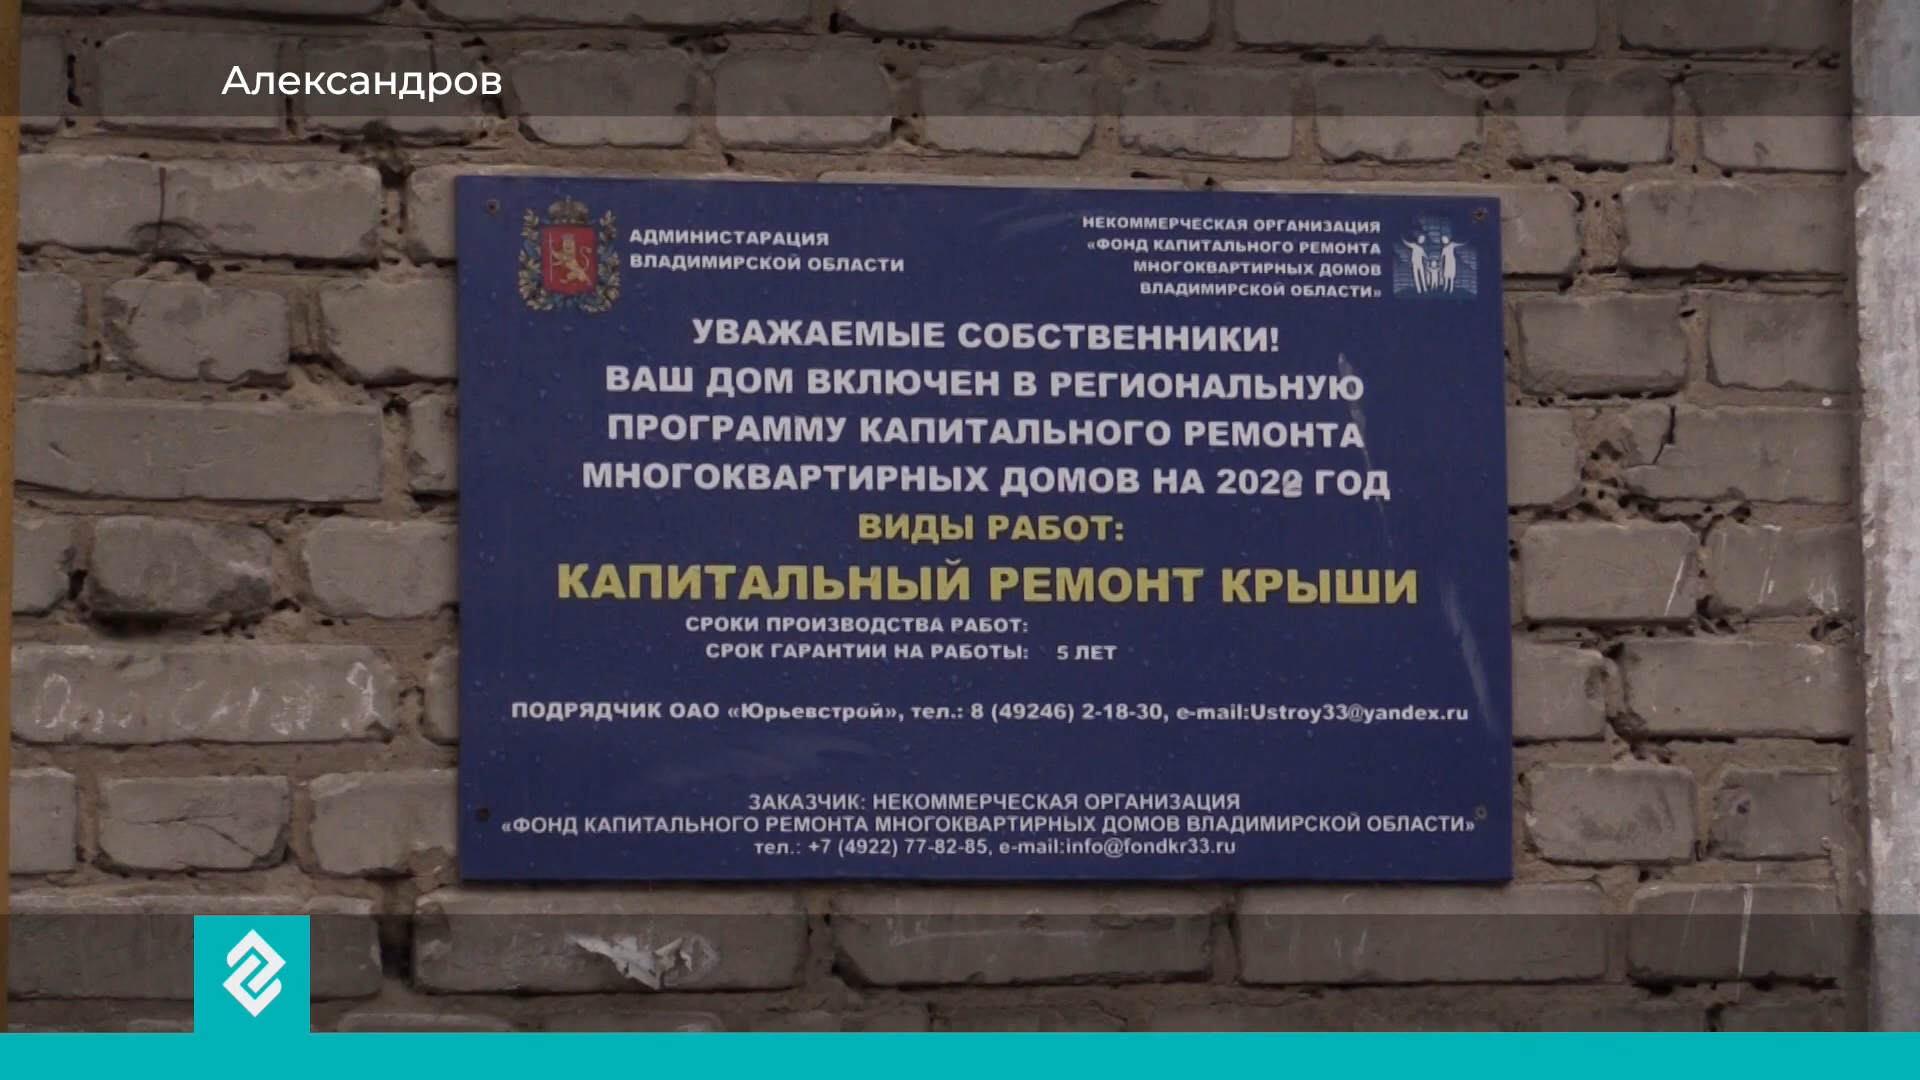 Александров
АДМИНИСТАРАЦИЯ
ВЛАДИМИРСКОЙ ОБЛАСТИ
НЕКОММЕРЧЕСКАЯ ОРГАНИЗАЦИЯ
«ФОНД КАПИТАЛЬНОГО РЕМОНТА
МНОГОКВАРТИРНЫХ ДОМОВ
ВЛАДИМИРСКОЙ ОБЛАСТИ»
УВАЖАЕМЫЕ СОБСТВЕННИКИ!
ВАШ ДОМ ВКЛЮЧЕН В РЕГИОНАЛЬНУЮ
ПРОГРАММУ КАПИТАЛЬНОГО РЕМОНТА
МНОГОКВАРТИРНЫХ ДОМОВ НА 2022 ГОД
ВИДЫ РАБОТ:
КАПИТАЛЬНЫЙ РЕМОНТ КРЫШИ
СРОКИ ПРОИЗВОДСТВА РАБОТ:
СРОК ГАРАНТИИ НА РАБОТЫ: 5 ЛЕТ
ПОДРЯДЧИК ОАО «Юрьевстрой», тел.: 8 (49246) 2-18-30, e-mail:Ustroy33@yandex.ru
ЗАКАЗЧИК: НЕКОММЕРЧЕСКАЯ ОРГАНИЗАЦИЯ
«ФОНД КАПИТАЛЬНОГО РЕМОНТА МНОГОКВАРТИРНЫХ ДОМОВ ВЛАДИМИРСКОЙ ОБЛАСТИ»
тел.: +7 (4922) 77-82-85, e-mail:info@fondkr33.ru